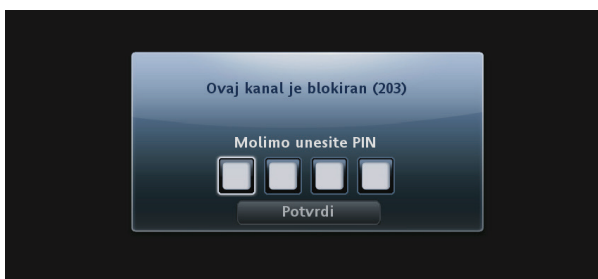 Ovaj kanal je blokiran (203)
Molimo unesite PIN
Potvrdi